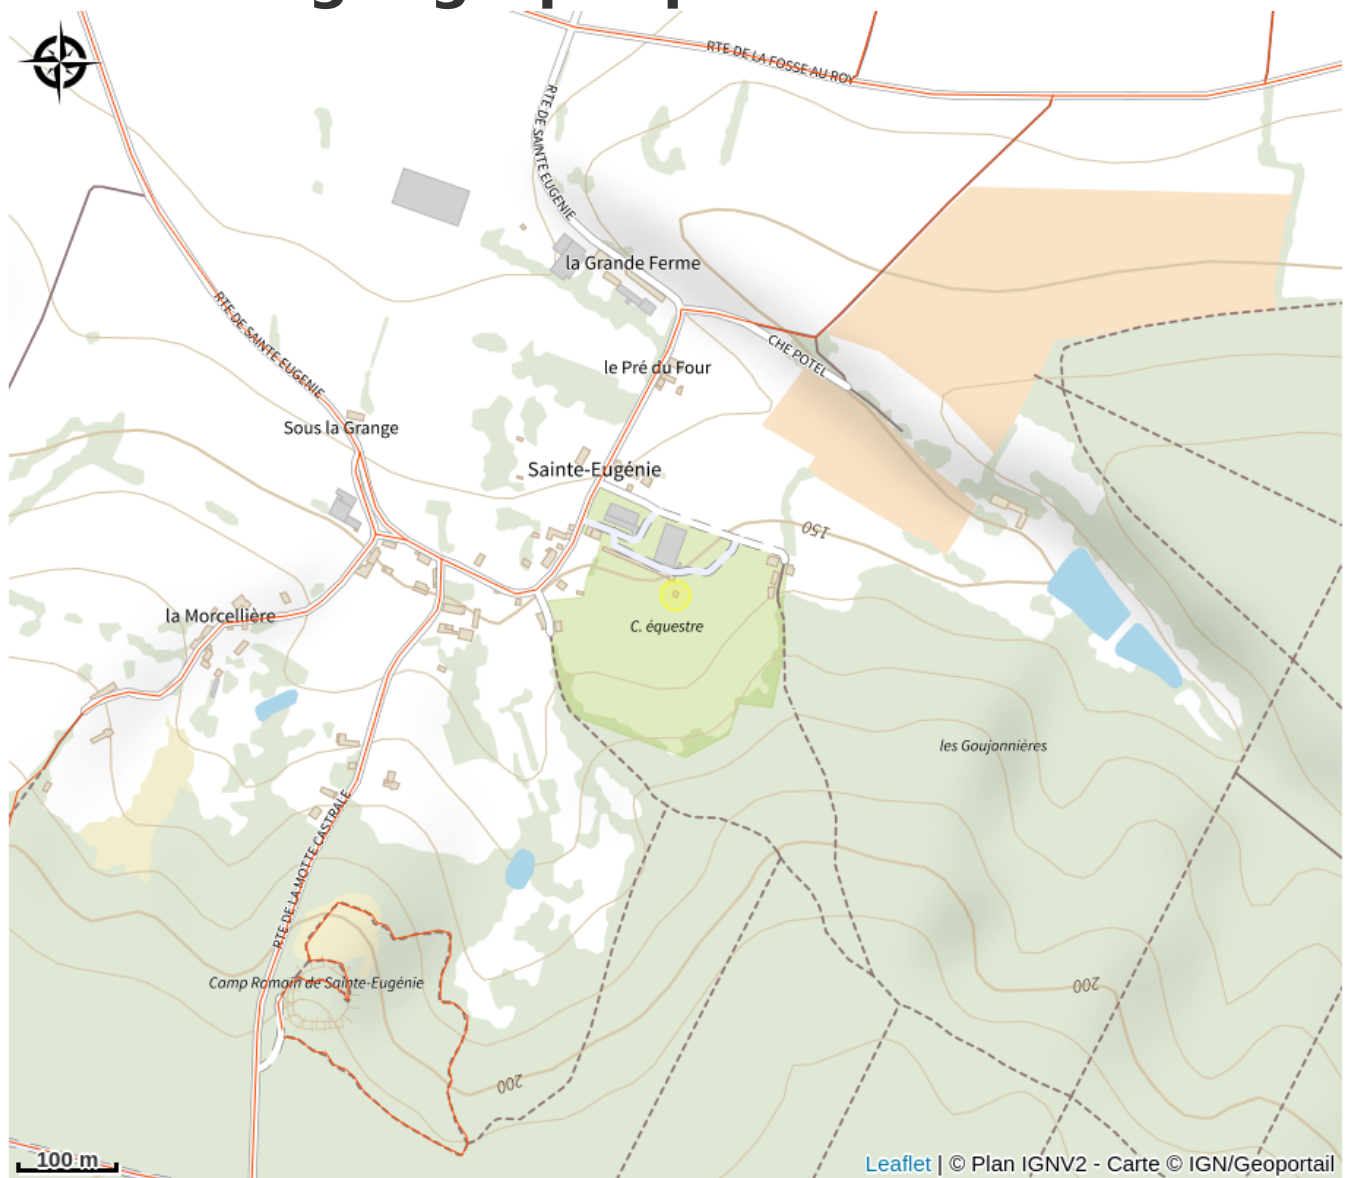 RTE DE LA FOSSE AU ROY
RTE DE SAINTE EUGENIE
la Grande Ferme
RTE DE SAINTE EUGENIE
CHE POTEL
le Pré du Four
Sous la Grange
Sainte-Eugénie
150
la Morcellière
C. équestre
les Goujonnières
RTE DE LA MOTTE CASTRALE
Camp Romain de Sainte-Eugénie
200
200
100 m
Leaflet | © Plan IGNV2 - Carte © IGN/Geoportail